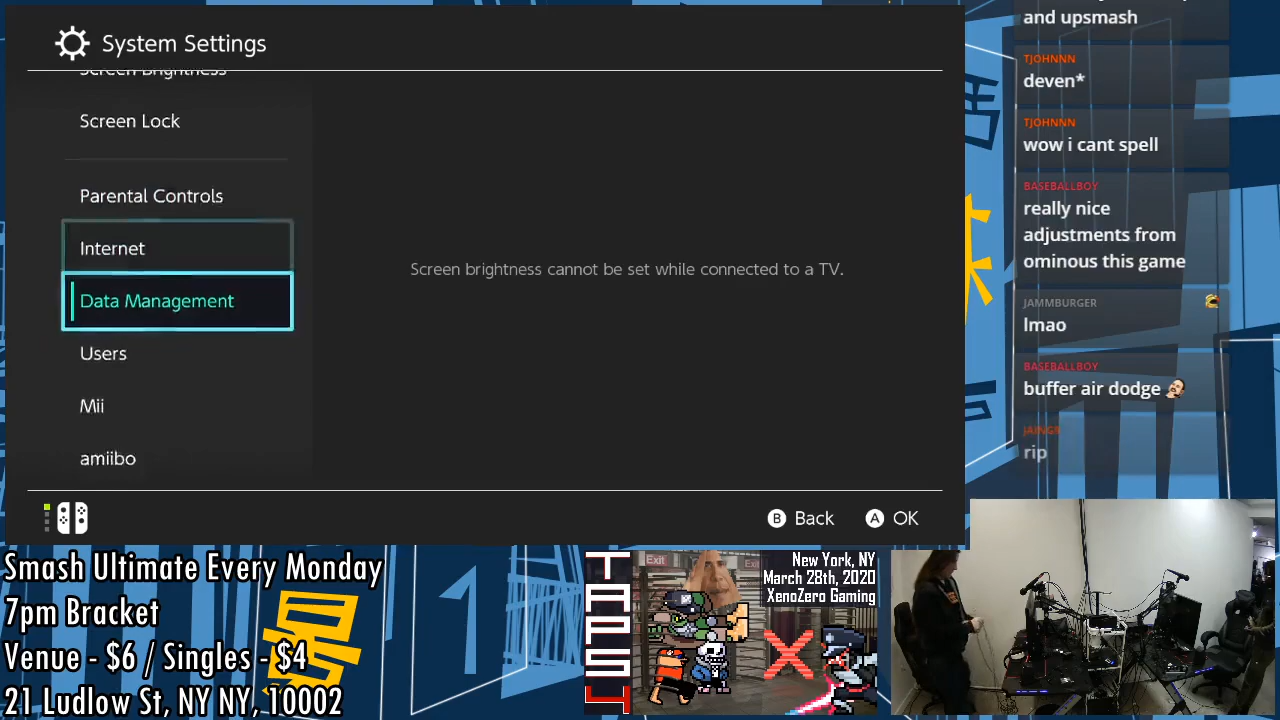 System Settings
Screen Brightness
Screen Lock
Parental Controls
Internet
Data Management
Users
Mii
amiibo
Screen brightness cannot be set while connected to a TV.
B Back
A OK
and upsmash
TJOHNNN
deven*
TJOHNNN
wow i cant spell
BASEBALLBOY
really nice
adjustments from
ominous this game
JAMMBURGER
lmao
BASEBALLBOY
buffer air dodge
rip
Smash Ultimate Every Monday
7pm Bracket
Venue - $6 / Singles - $4
21 Ludlow St, NY NY, 10002
TAPS
4
Exit
New York, NY
March 28th, 2020
XenoZero Gaming